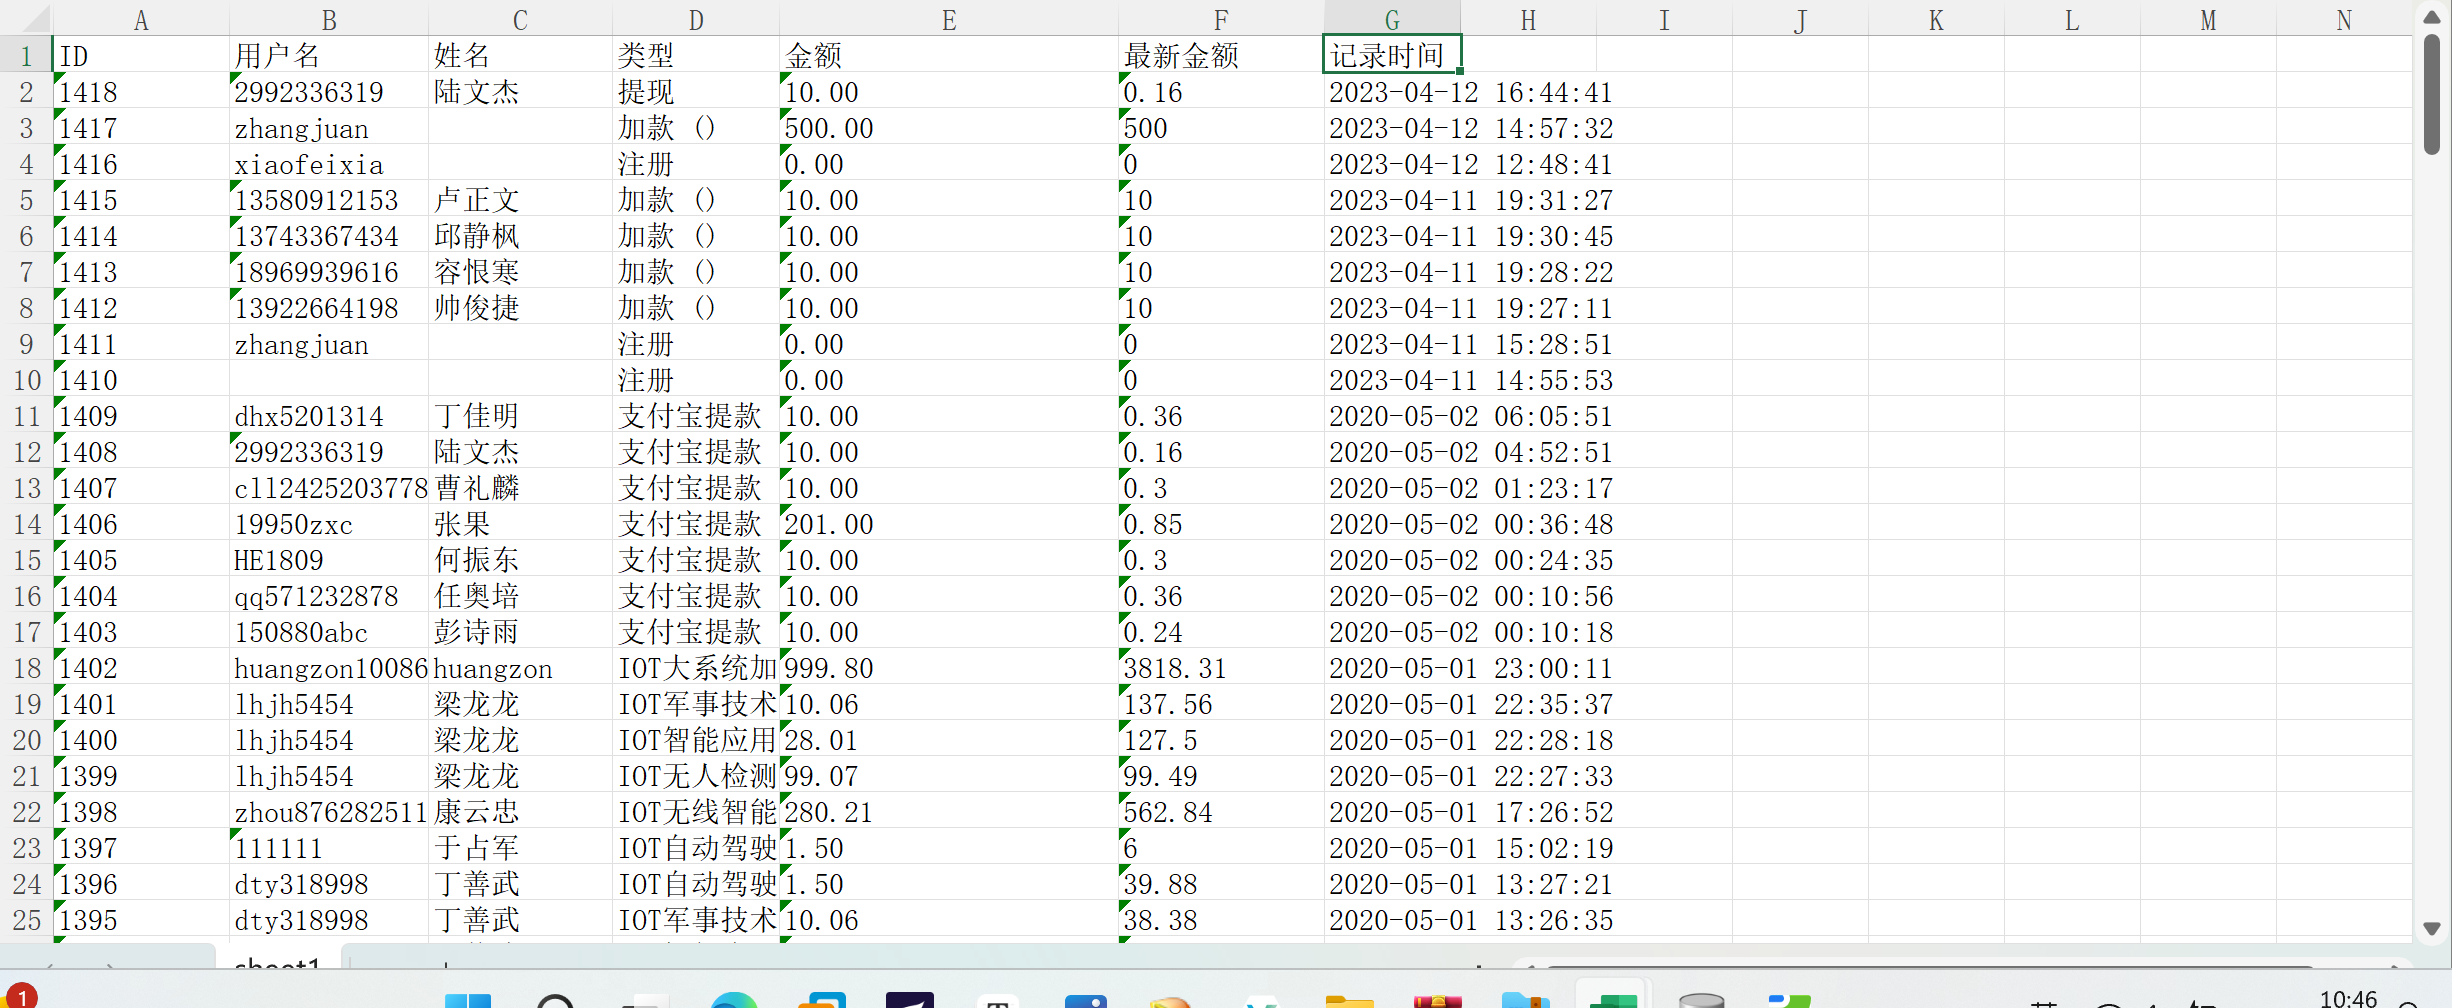 A B C D E F G H I J K L M N
1 ID 用户名 姓名 类型 金额 最新金额 记录时间
2 1418 2992336319 陆文杰 提现 10.00 0.16 2023-04-12 16:44:41
3 1417 zhangjuan 加款 () 500.00 500 2023-04-12 14:57:32
4 1416 xiaofeixia 注册 0.00 0 2023-04-12 12:48:41
5 1415 13580912153 卢正文 加款 () 10.00 10 2023-04-11 19:31:27
6 1414 13743367434 邱静枫 加款 () 10.00 10 2023-04-11 19:30:45
7 1413 18969939616 容恨寒 加款 () 10.00 10 2023-04-11 19:28:22
8 1412 13922664198 帅俊捷 加款 () 10.00 10 2023-04-11 19:27:11
9 1411 zhangjuan 注册 0.00 0 2023-04-11 15:28:51
10 1410 注册 0.00 0 2023-04-11 14:55:53
11 1409 dhx5201314 丁佳明 支付宝提款 10.00 0.36 2020-05-02 06:05:51
12 1408 2992336319 陆文杰 支付宝提款 10.00 0.16 2020-05-02 04:52:51
13 1407 cll2425203778 曹礼麟 支付宝提款 10.00 0.3 2020-05-02 01:23:17
14 1406 19950zxc 张果 支付宝提款 201.00 0.85 2020-05-02 00:36:48
15 1405 HE1809 何振东 支付宝提款 10.00 0.3 2020-05-02 00:24:35
16 1404 qq571232878 任奥培 支付宝提款 10.00 0.36 2020-05-02 00:10:56
17 1403 150880abc 彭诗雨 支付宝提款 10.00 0.24 2020-05-02 00:10:18
18 1402 huangzon10086 huangzon IOT大系统加 999.80 3818.31 2020-05-01 23:00:11
19 1401 lhjh5454 梁龙龙 IOT军事技术 10.06 137.56 2020-05-01 22:35:37
20 1400 lhjh5454 梁龙龙 IOT智能应用 28.01 127.5 2020-05-01 22:28:18
21 1399 lhjh5454 梁龙龙 IOT无人检测 99.07 99.49 2020-05-01 22:27:33
22 1398 zhou876282511 康云忠 IOT无线智能 280.21 562.84 2020-05-01 17:26:52
23 1397 111111 于占军 IOT自动驾驶 1.50 6 2020-05-01 15:02:19
24 1396 dty318998 丁善武 IOT自动驾驶 1.50 39.88 2020-05-01 13:27:21
25 1395 dty318998 丁善武 IOT军事技术 10.06 38.38 2020-05-01 13:26:35
sheet1
1
10:46